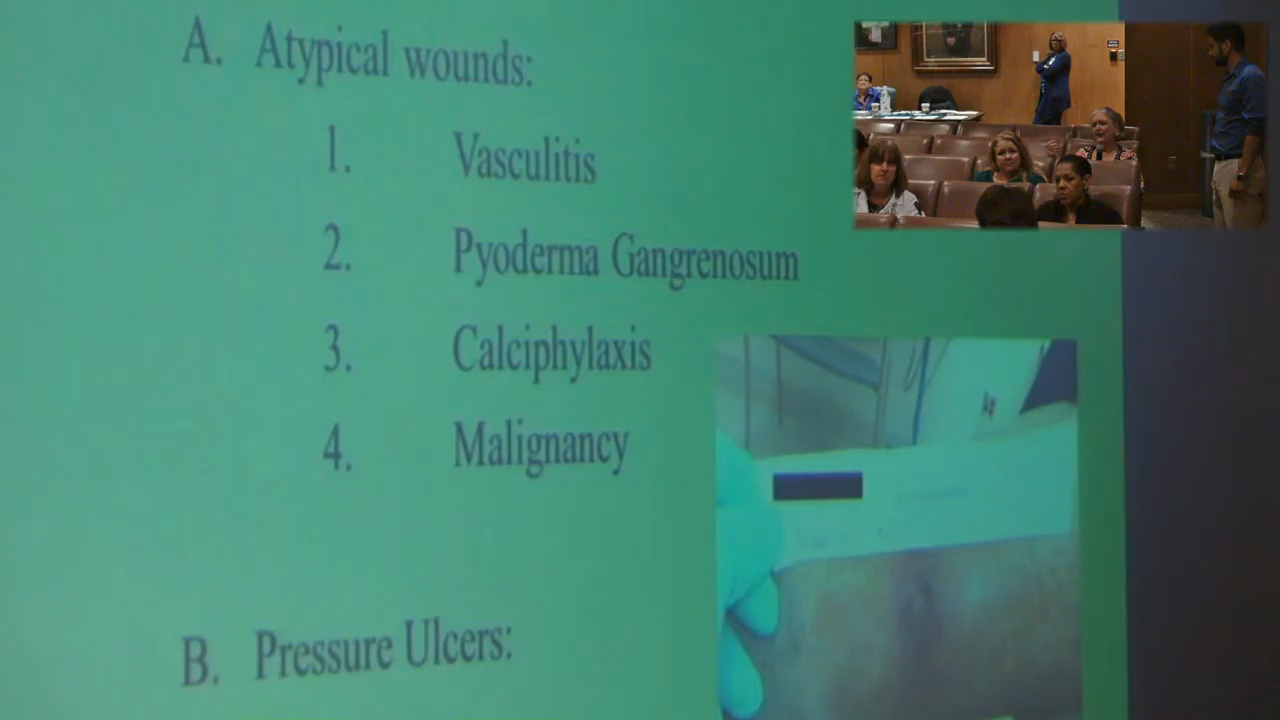 A. Atypical wounds:
1. Vasculitis
2. Pyoderma Gangrenosum
3. Calciphylaxis
4. Malignancy
B. Pressure Ulcers: